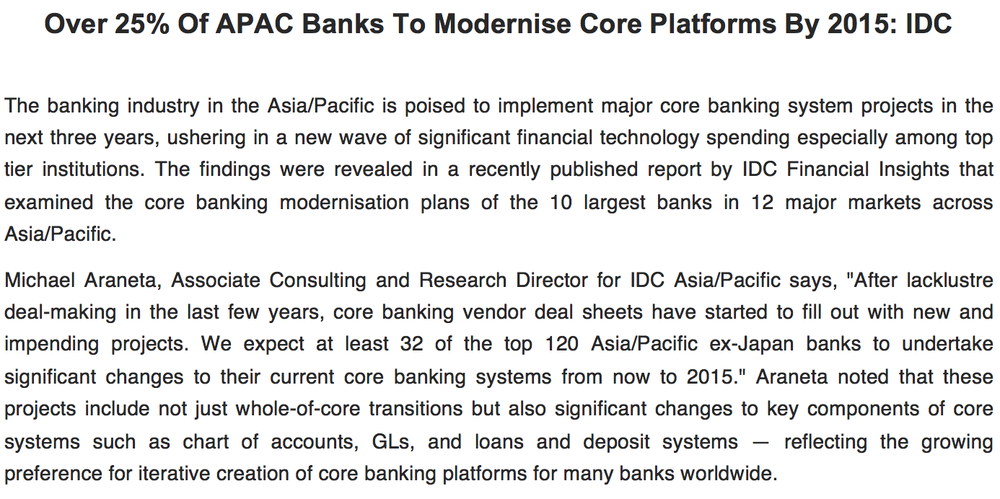 Over 25% Of APAC Banks To Modernise Core Platforms By 2015: IDC
The banking industry in the Asia/Pacific is poised to implement major core banking system projects in the
next three years, ushering in a new wave of significant financial technology spending especially among top
tier institutions. The findings were revealed in a recently published report by IDC Financial Insights that
examined the core banking modernisation plans of the 10 largest banks in 12 major markets across
Asia/Pacific.
Michael Araneta, Associate Consulting and Research Director for IDC Asia/Pacific says, "After lacklustre
deal-making in the last few years, core banking vendor deal sheets have started to fill out with new and
impending projects. We expect at least 32 of the top 120 Asia/Pacific ex-Japan banks to undertake
significant changes to their current core banking systems from now to 2015." Araneta noted that these
projects include not just whole-of-core transitions but also significant changes to key components of core
systems such as chart of accounts, GLs, and loans and deposit systems — reflecting the growing
preference for iterative creation of core banking platforms for many banks worldwide.